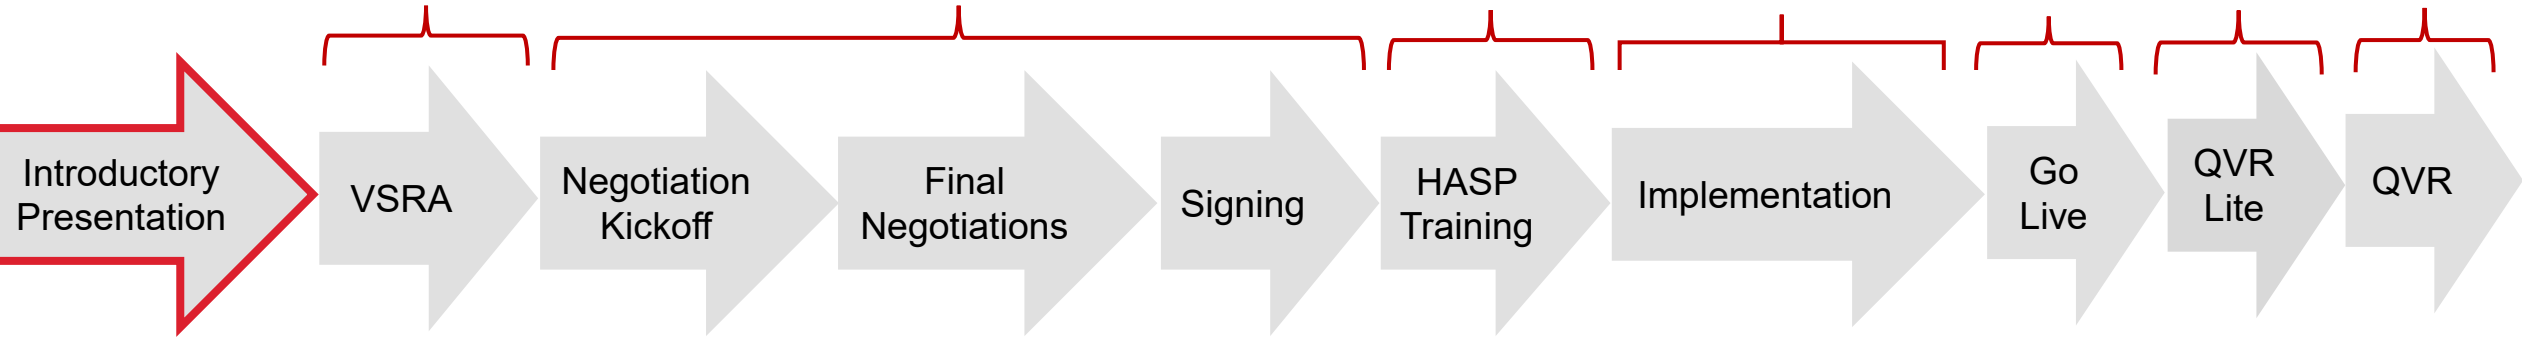 Introductory
Presentation
VSRA
Negotiation
Kickoff
Final
Negotiations
Signing
HASP
Training
Implementation
Go
Live
QVR
Lite
QVR